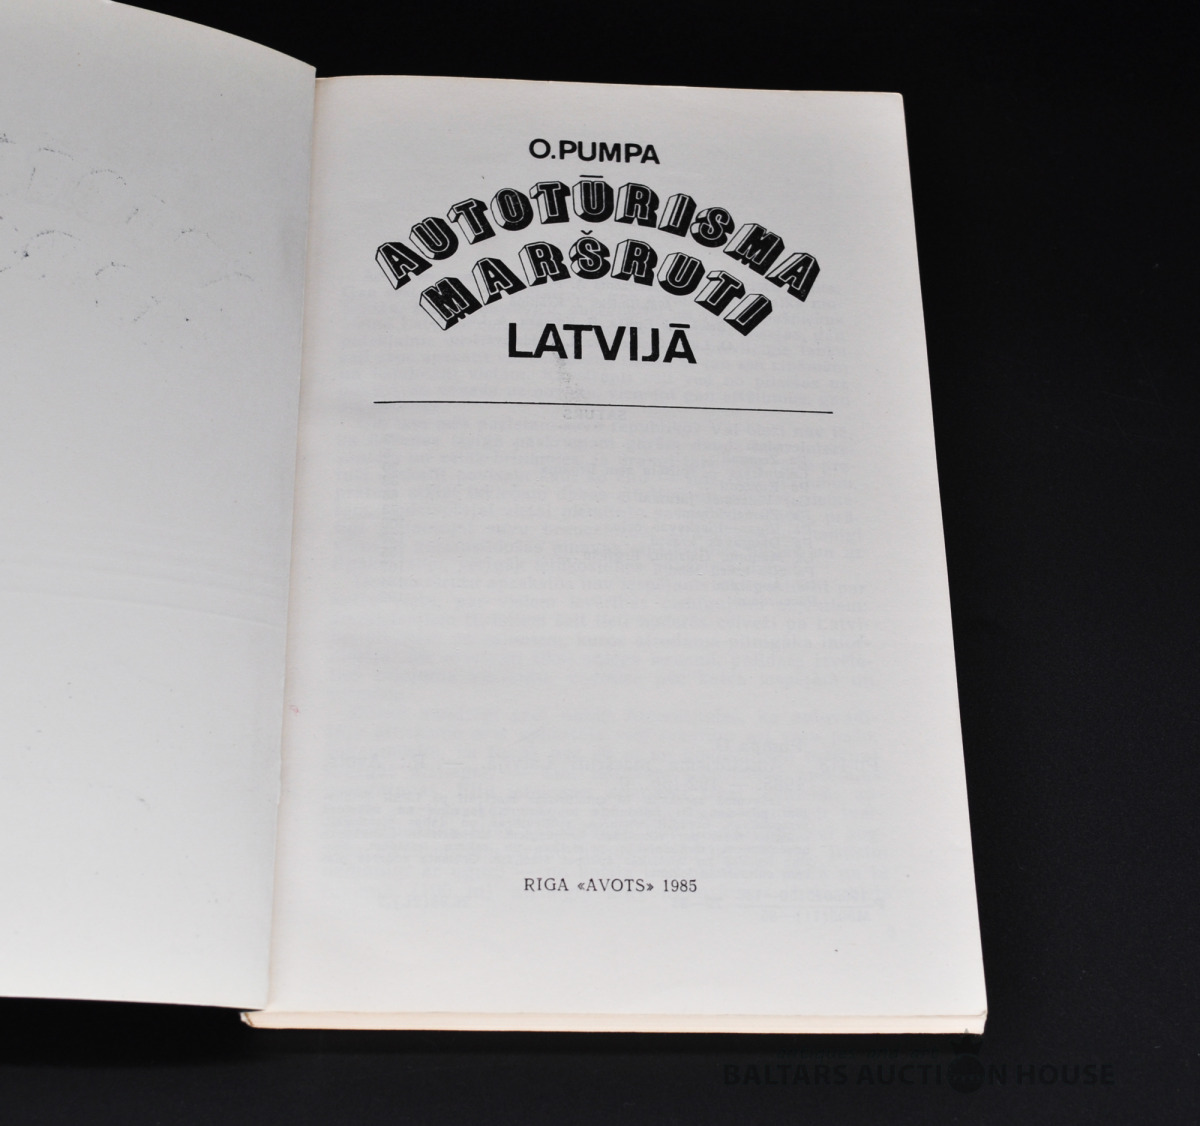 O.PUMPA
AUTOTŪRISMA
MARŠRUTI
LATVIJĀ
RIGA «AVOTS» 1985
BALTARS AUCTION HOUSE